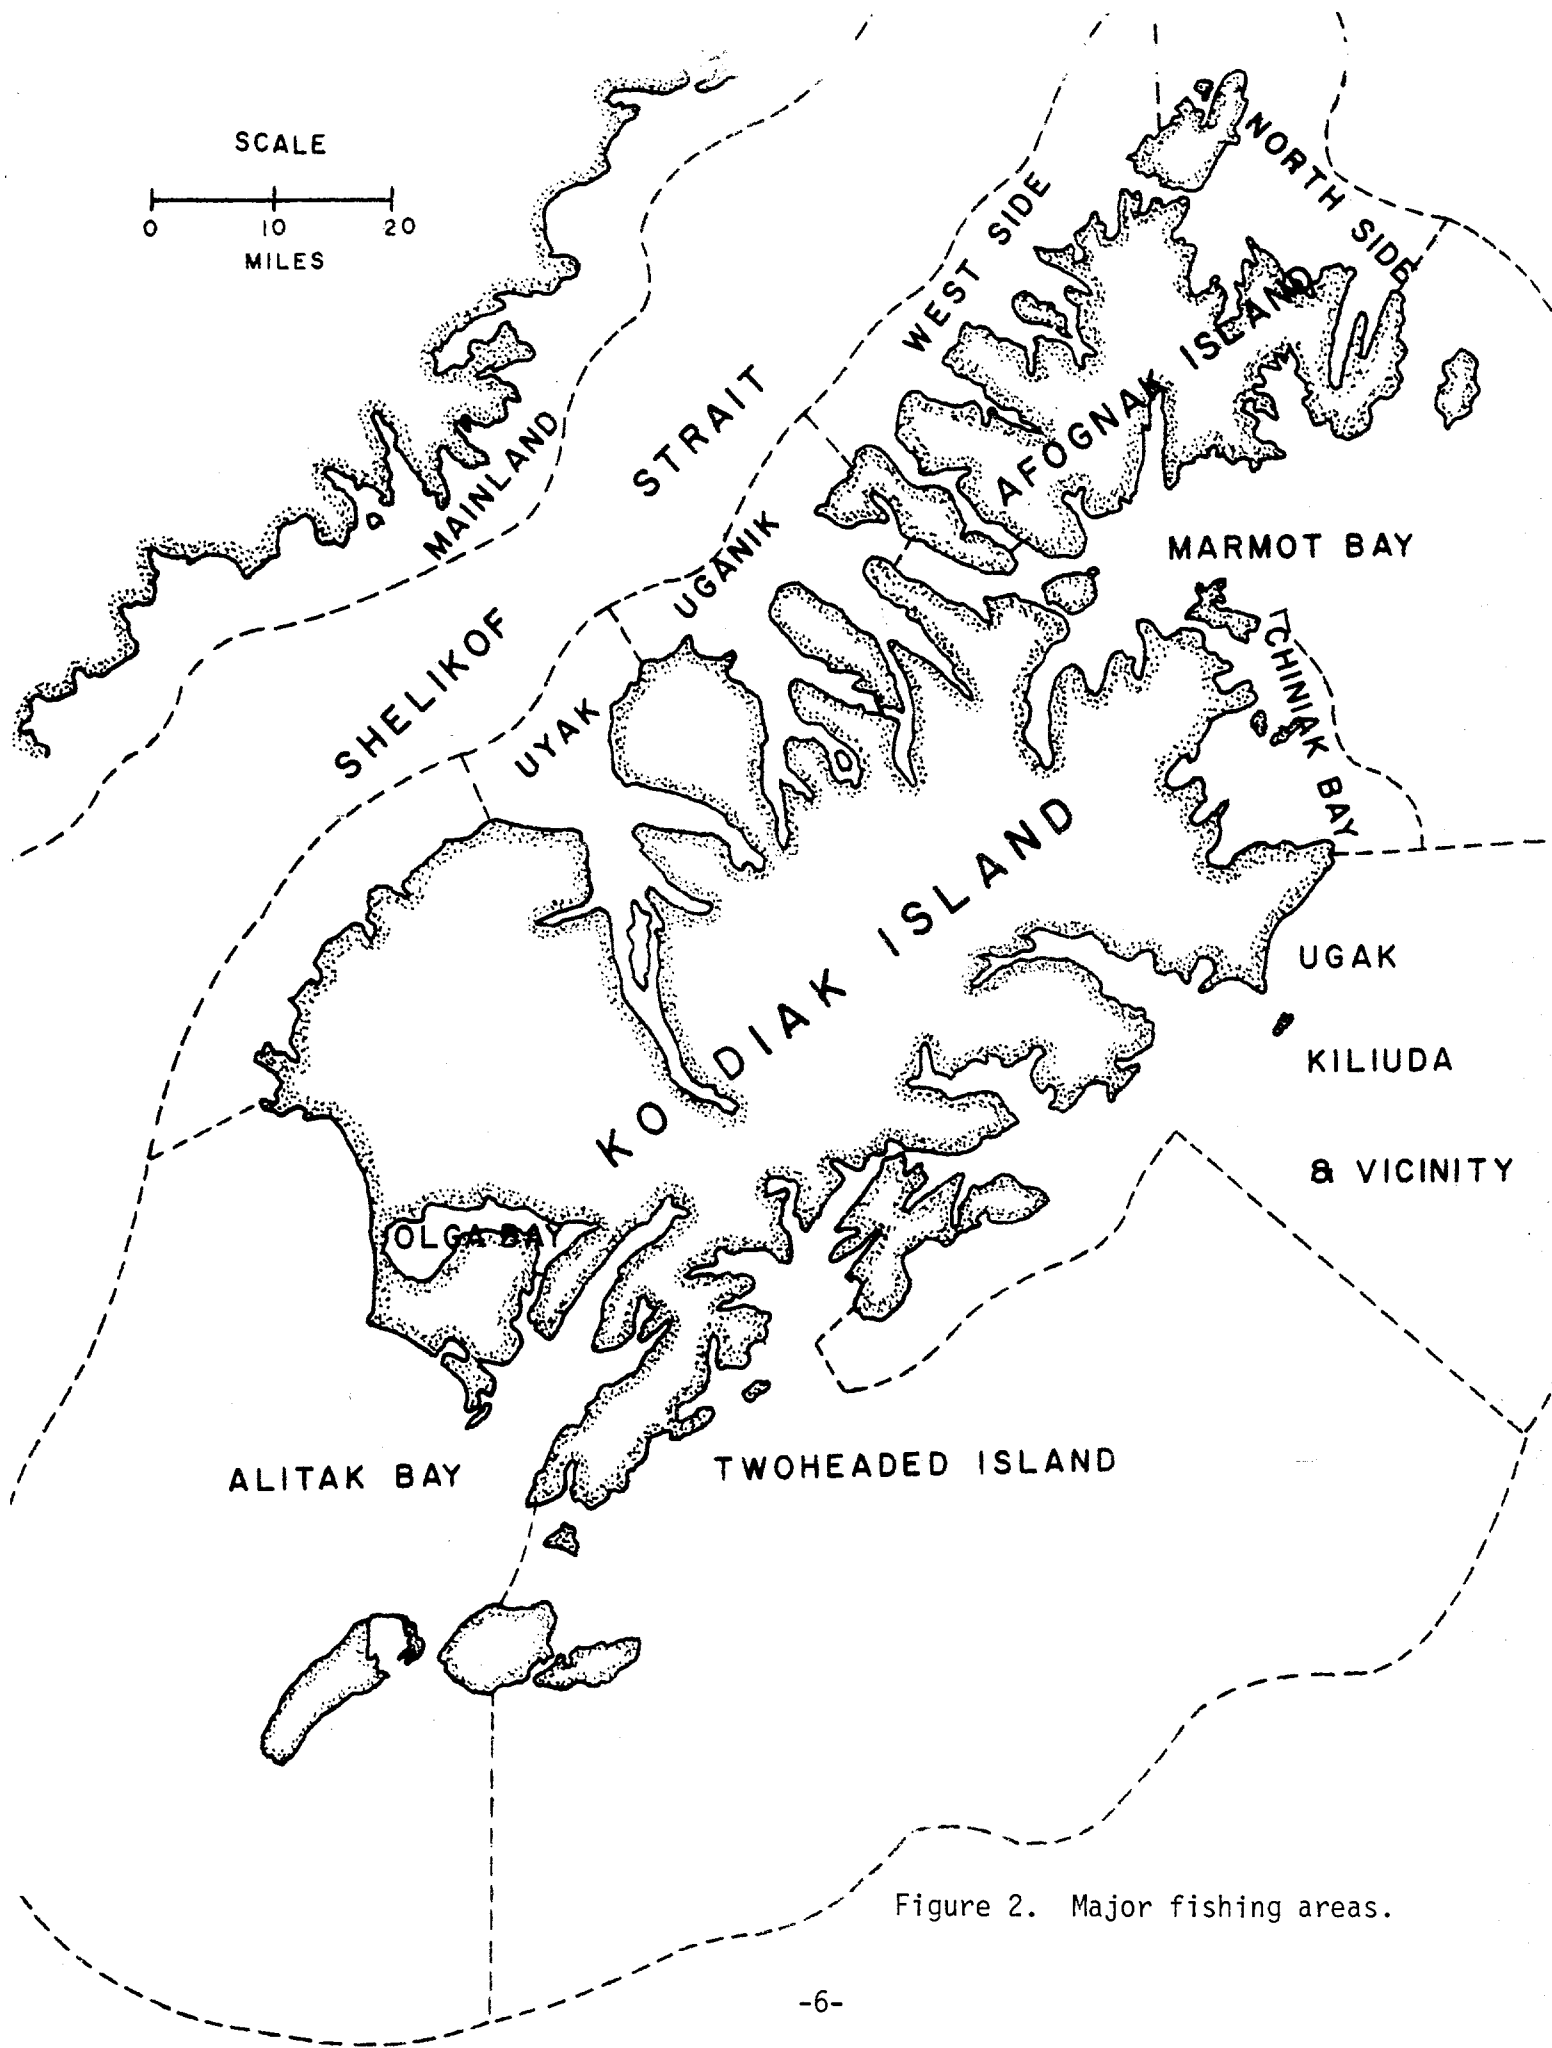 SCALE
0 10 20
MILES
NORTH SIDE
WEST SIDE
AFOGNAK ISLAND
MAINLAND
SHELIKOF STRAIT
MARMOT BAY
UGANIK
CHINIAK BAY
UYAK
KODIAK ISLAND
UGAK
KILIUDA
& VICINITY
OLGA BAY
ALITAK BAY
TWOHEADED ISLAND
Figure 2. Major fishing areas.
-6-